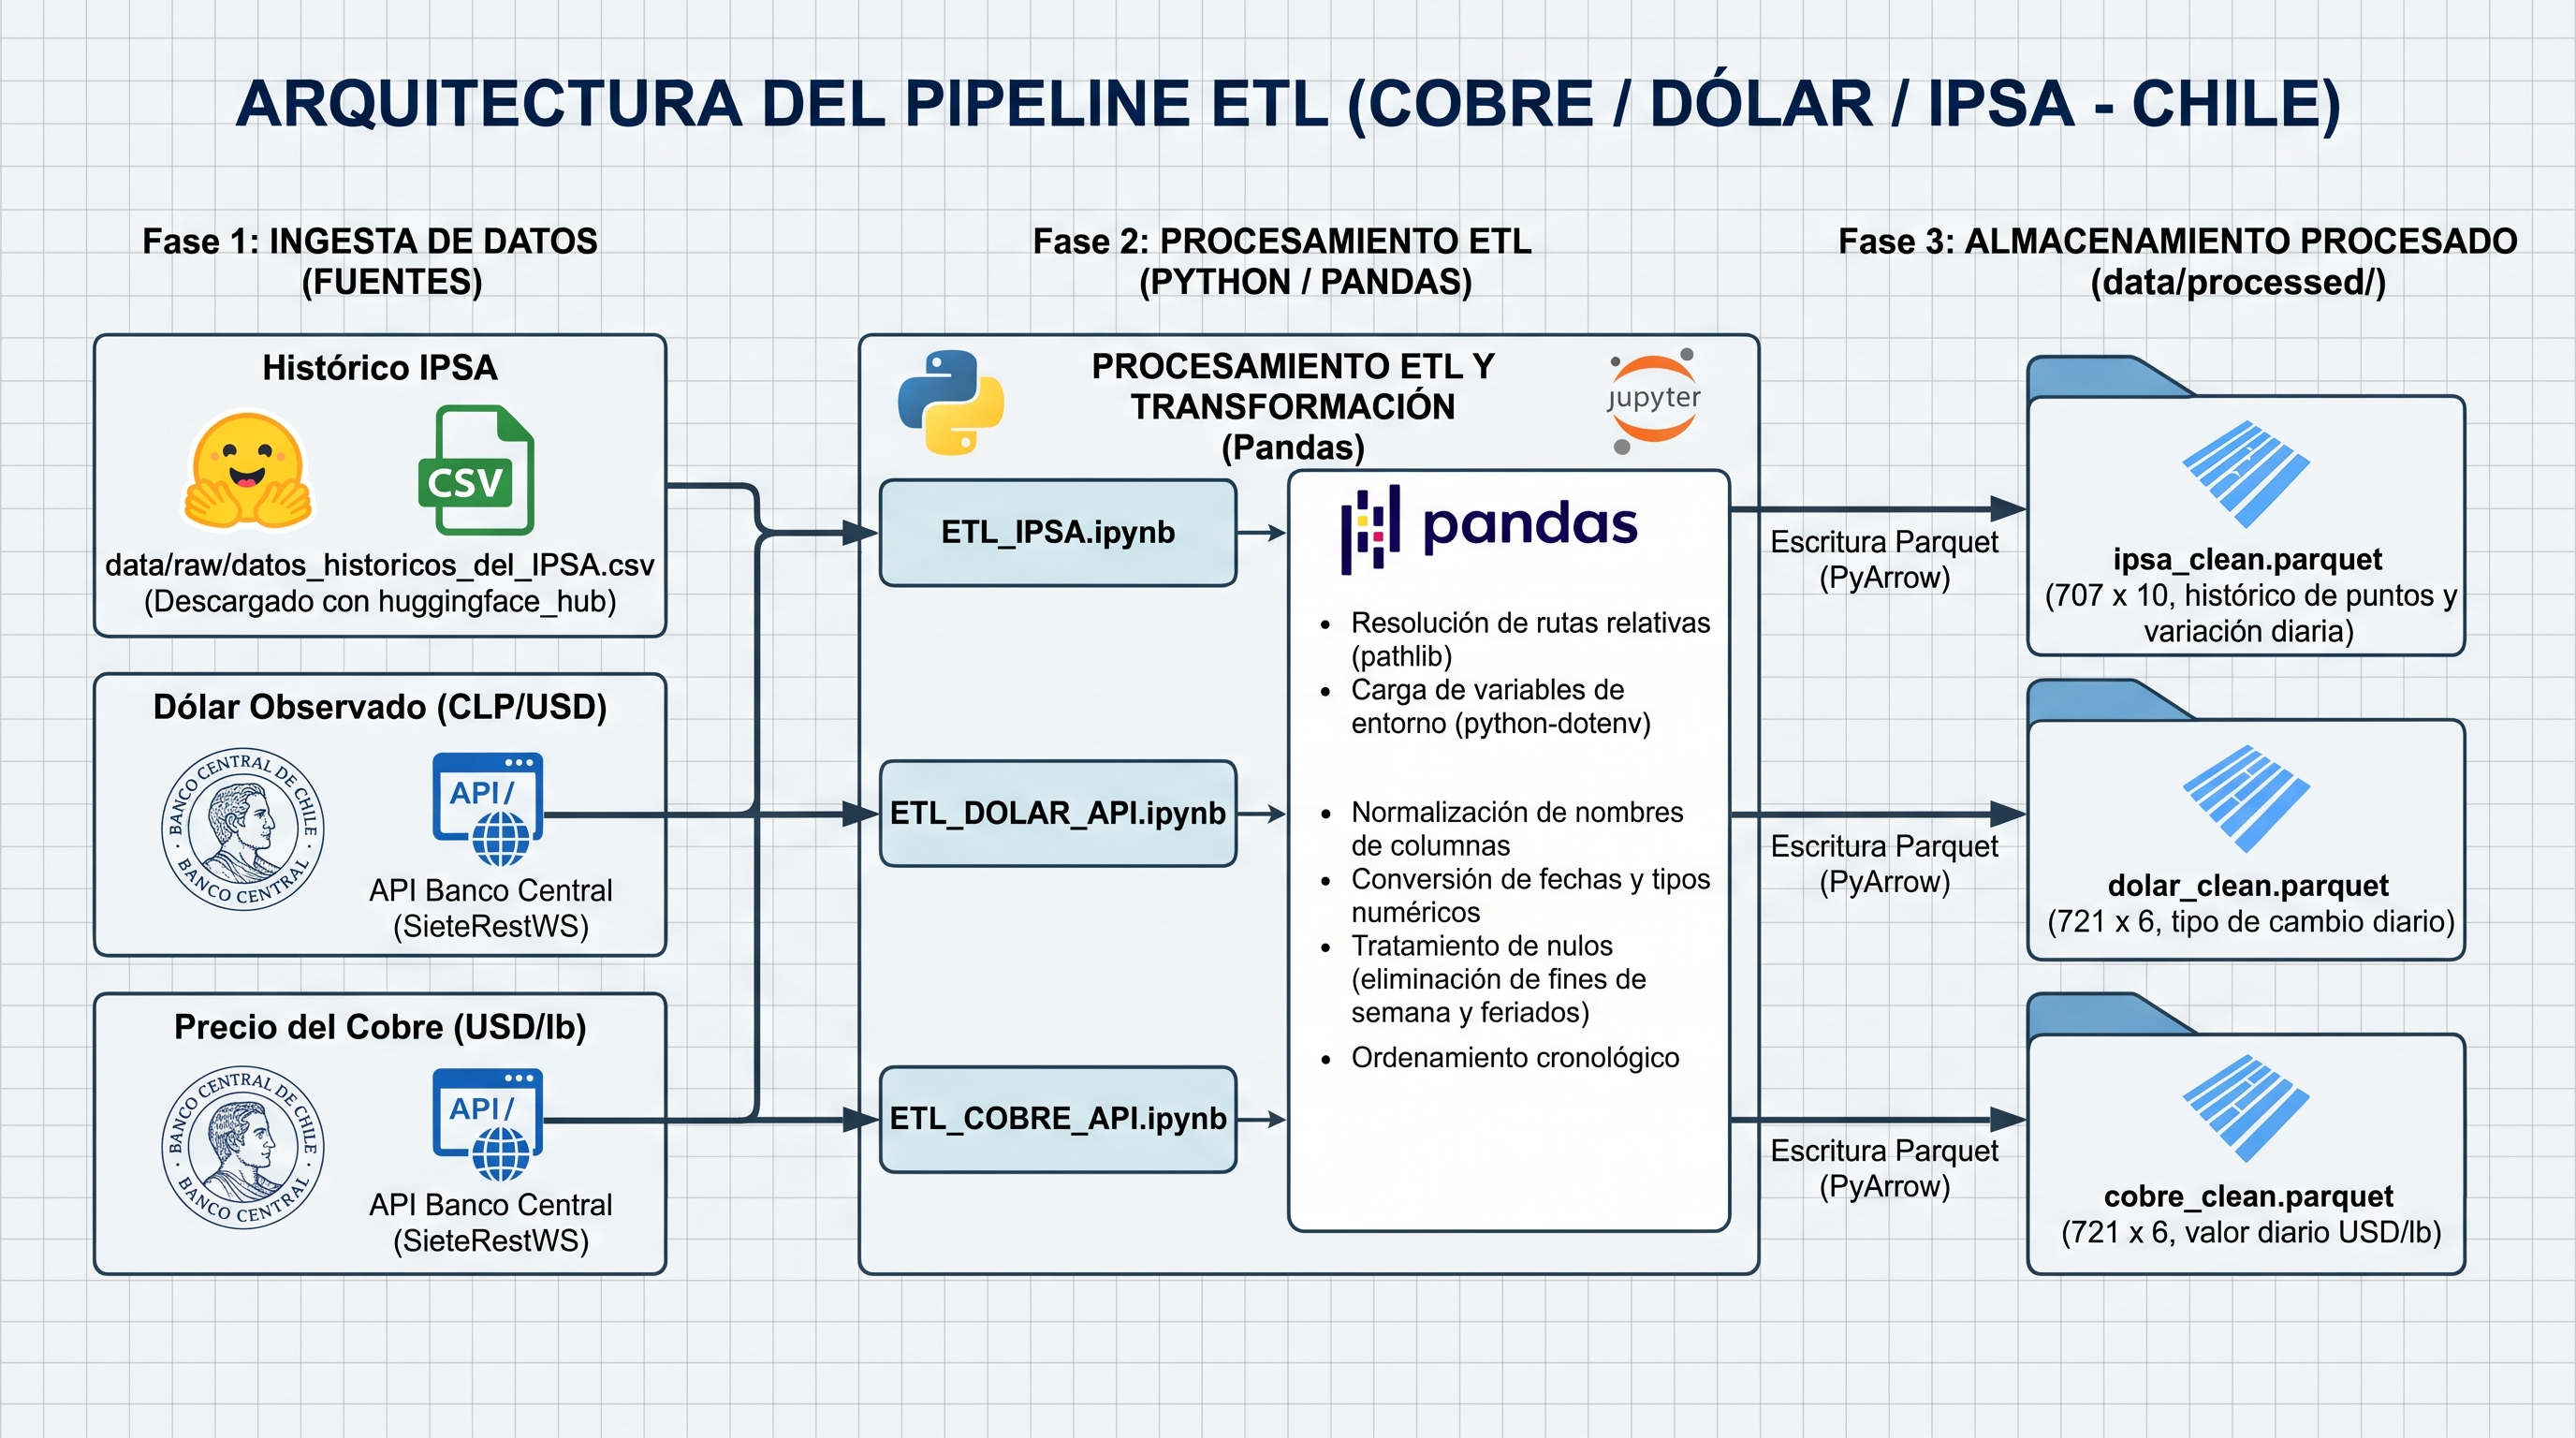 ARQUITECTURA DEL PIPELINE ETL (COBRE / DÓLAR / IPSA - CHILE)
Fase 1: INGESTA DE DATOS
(FUENTES)
Histórico IPSA
CSV
data/raw/datos_historicos_del_IPSA.csv
(Descargado con huggingface_hub)
Dólar Observado (CLP/USD)
BANCO CENTRAL DE CHILE
BANCO CENTRAL
API/
API Banco Central
(SieteRestWS)
Precio del Cobre (USD/lb)
BANCO CENTRAL DE CHILE
BANCO CENTRAL
API/
API Banco Central
(SieteRestWS)
Fase 2: PROCESAMIENTO ETL
(PYTHON / PANDAS)
PROCESAMIENTO ETL Y
TRANSFORMACIÓN
(Pandas)
jupyter
ETL_IPSA.ipynb
ETL_DOLAR_API.ipynb
ETL_COBRE_API.ipynb
pandas
• Resolución de rutas relativas
(pathlib)
• Carga de variables de
entorno (python-dotenv)
• Normalización de nombres
de columnas
• Conversión de fechas y tipos
numéricos
• Tratamiento de nulos
(eliminación de fines de
semana y feriados)
• Ordenamiento cronológico
Escritura Parquet
(PyArrow)
Escritura Parquet
(PyArrow)
Escritura Parquet
(PyArrow)
Fase 3: ALMACENAMIENTO PROCESADO
(data/processed/)
ipsa_clean.parquet
(707 x 10, histórico de puntos y
variación diaria)
dolar_clean.parquet
(721 x 6, tipo de cambio diario)
cobre_clean.parquet
(721 x 6, valor diario USD/lb)